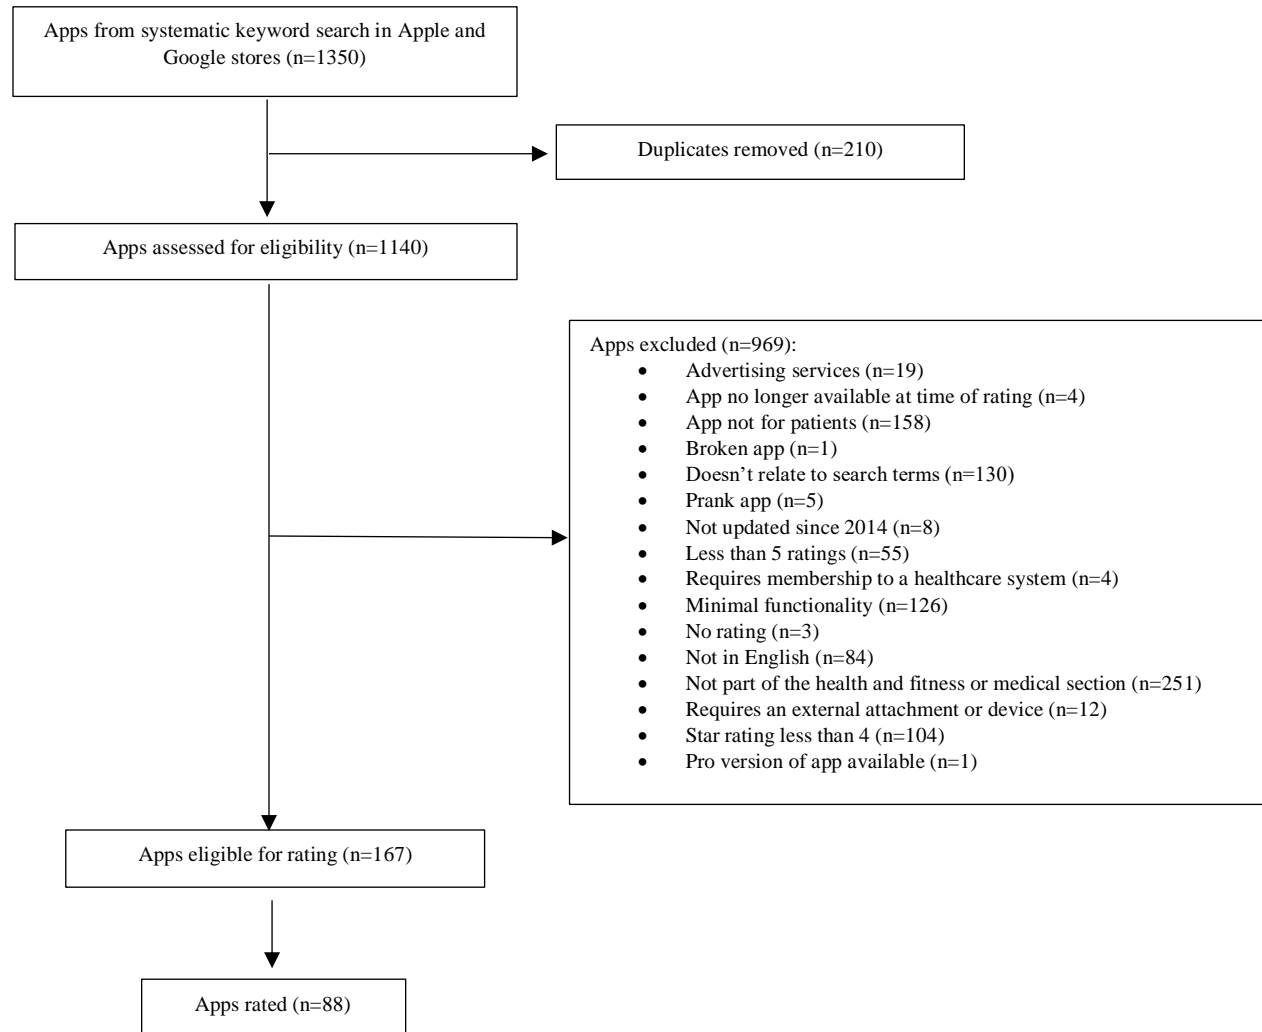 Apps from systematic keyword search in Apple and
Google stores (n=1350)
Duplicates removed (n=210)
Apps assessed for eligibility (n=1140)
Apps excluded (n=969):
• Advertising services (n=19)
• App no longer available at time of rating (n=4)
• App not for patients (n=158)
• Broken app (n=1)
• Doesn’t relate to search terms (n=130)
• Prank app (n=5)
• Not updated since 2014 (n=8)
• Less than 5 ratings (n=55)
• Requires membership to a healthcare system (n=4)
• Minimal functionality (n=126)
• No rating (n=3)
• Not in English (n=84)
• Not part of the health and fitness or medical section (n=251)
• Requires an external attachment or device (n=12)
• Star rating less than 4 (n=104)
• Pro version of app available (n=1)
Apps eligible for rating (n=167)
Apps rated (n=88)